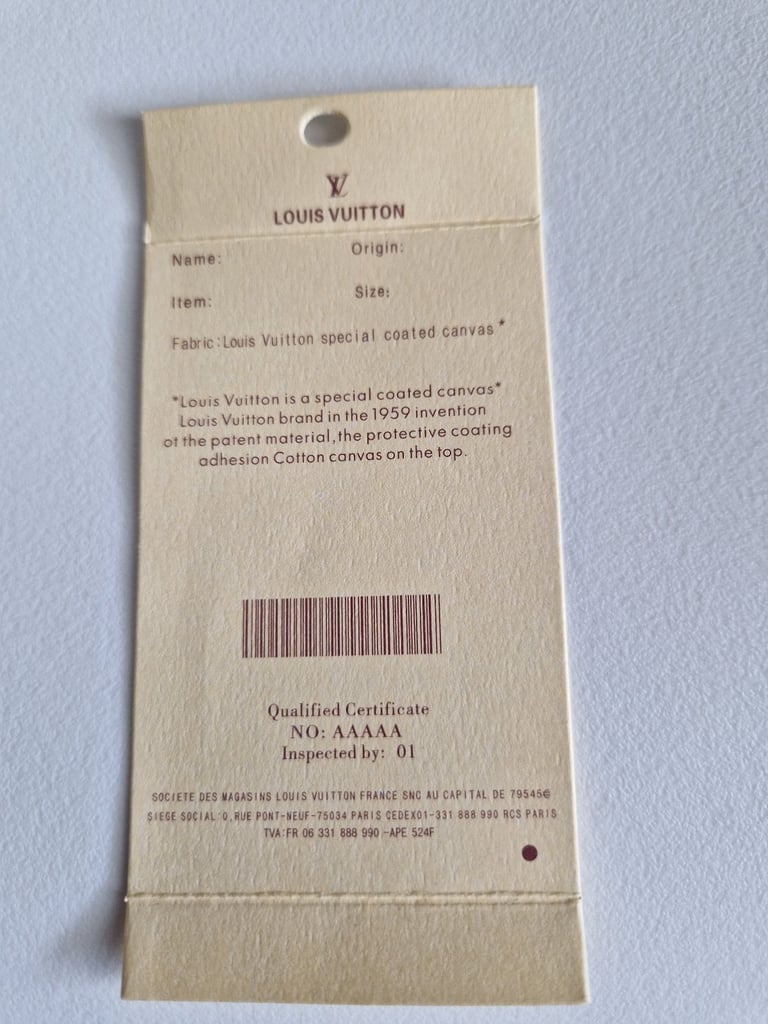 LV
LOUIS VUITTON
Name: Origin:
Item: Size:
Fabric:Louis Vuitton special coated canvas*
*Louis Vuitton is a special coated canvas*
Louis Vuitton brand in the 1959 invention
ot the patent material,the protective coating
adhesion Cotton canvas on the top.
Qualified Certificate
NO: AAAAA
Inspected by: 01
SOCIETE DES MAGASINS LOUIS VUITTON FRANCE SNC AU CAPITAL DE 79545€
SIEGE SOCIAL:0,RUE PONT-NEUF-75034 PARIS CEDEX01-331 888 990 RCS PARIS
TVA:FR 06 331 888 990 -APE 524F